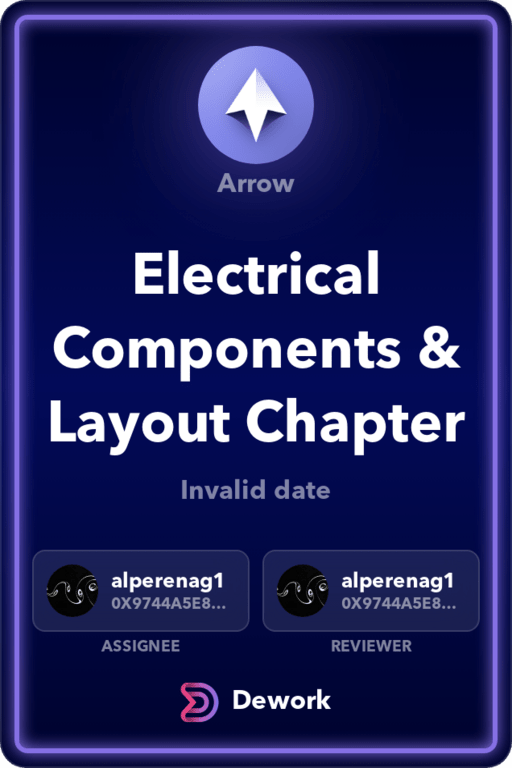 Arrow
Electrical
Components &
Layout Chapter
Invalid date
alperenag1
0X9744A5E8...
ASSIGNEE
alperenag1
0X9744A5E8...
REVIEWER
Dework